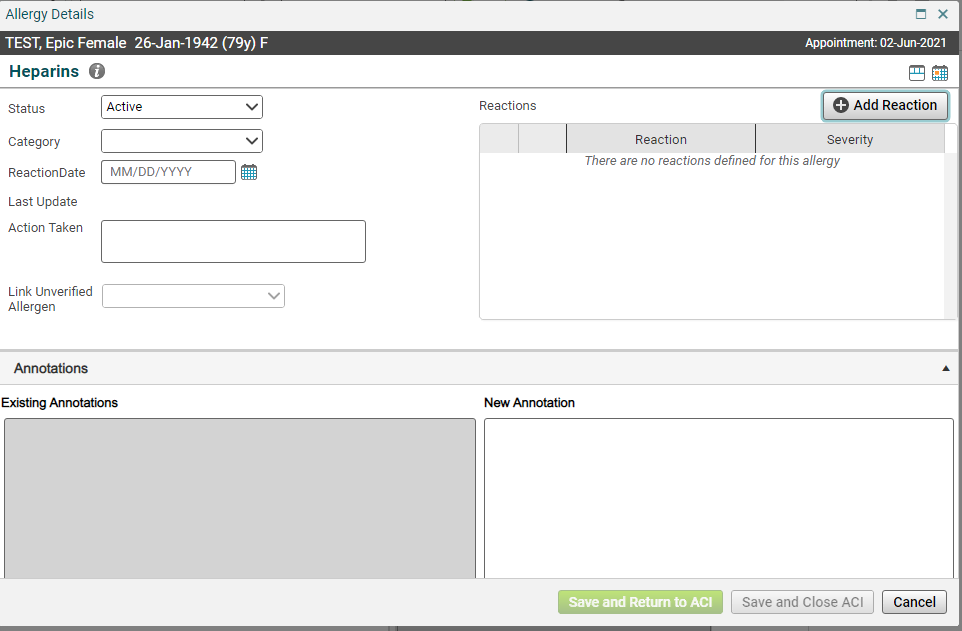 Allergy Details
TEST, Epic Female 26-Jan-1942 (79y) F
Appointment: 02-Jun-2021
Heparins
Status
Active
Category
ReactionDate
MM/DD/YYYY
Last Update
Action Taken
Link Unverified
Allergen
Reactions
Add Reaction
Reaction Severity
There are no reactions defined for this allergy
Annotations
Existing Annotations
New Annotation
Save and Return to ACI
Save and Close ACI
Cancel